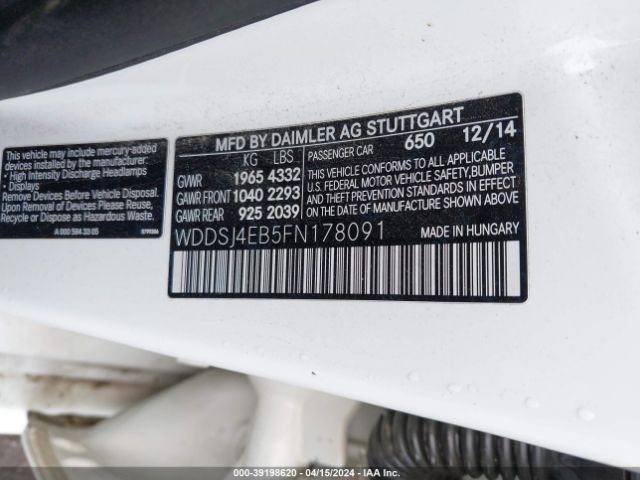 This vehicle may include mercury-added
devices installed by the manufacturer:
• High Intensity Discharge Headlamps
• Displays
Remove Devices Before Vehicle Disposal.
Upon Removal of Devices Please Reuse,
Recycle or Dispose as Hazardous Waste.
A 000 584 33 05
MFD BY DAIMLER AG STUTTGART
KG LBS
PASSENGER CAR 650 12/14
GVWR 1965 4332
GAWR FRONT 1040 2293
GAWR REAR 925 2039
THIS VEHICLE CONFORMS TO ALL APPLICABLE
U.S. FEDERAL MOTOR VEHICLE SAFETY,BUMPER,
AND THEFT PREVENTION STANDARDS IN EFFECT
ON THE DATE OF MANUFACTURE SHOWN ABOVE.
WDDSJ4EB5FN178091
MADE IN HUNGARY
000-39198620 - 04/15/2024 - IAA Inc.